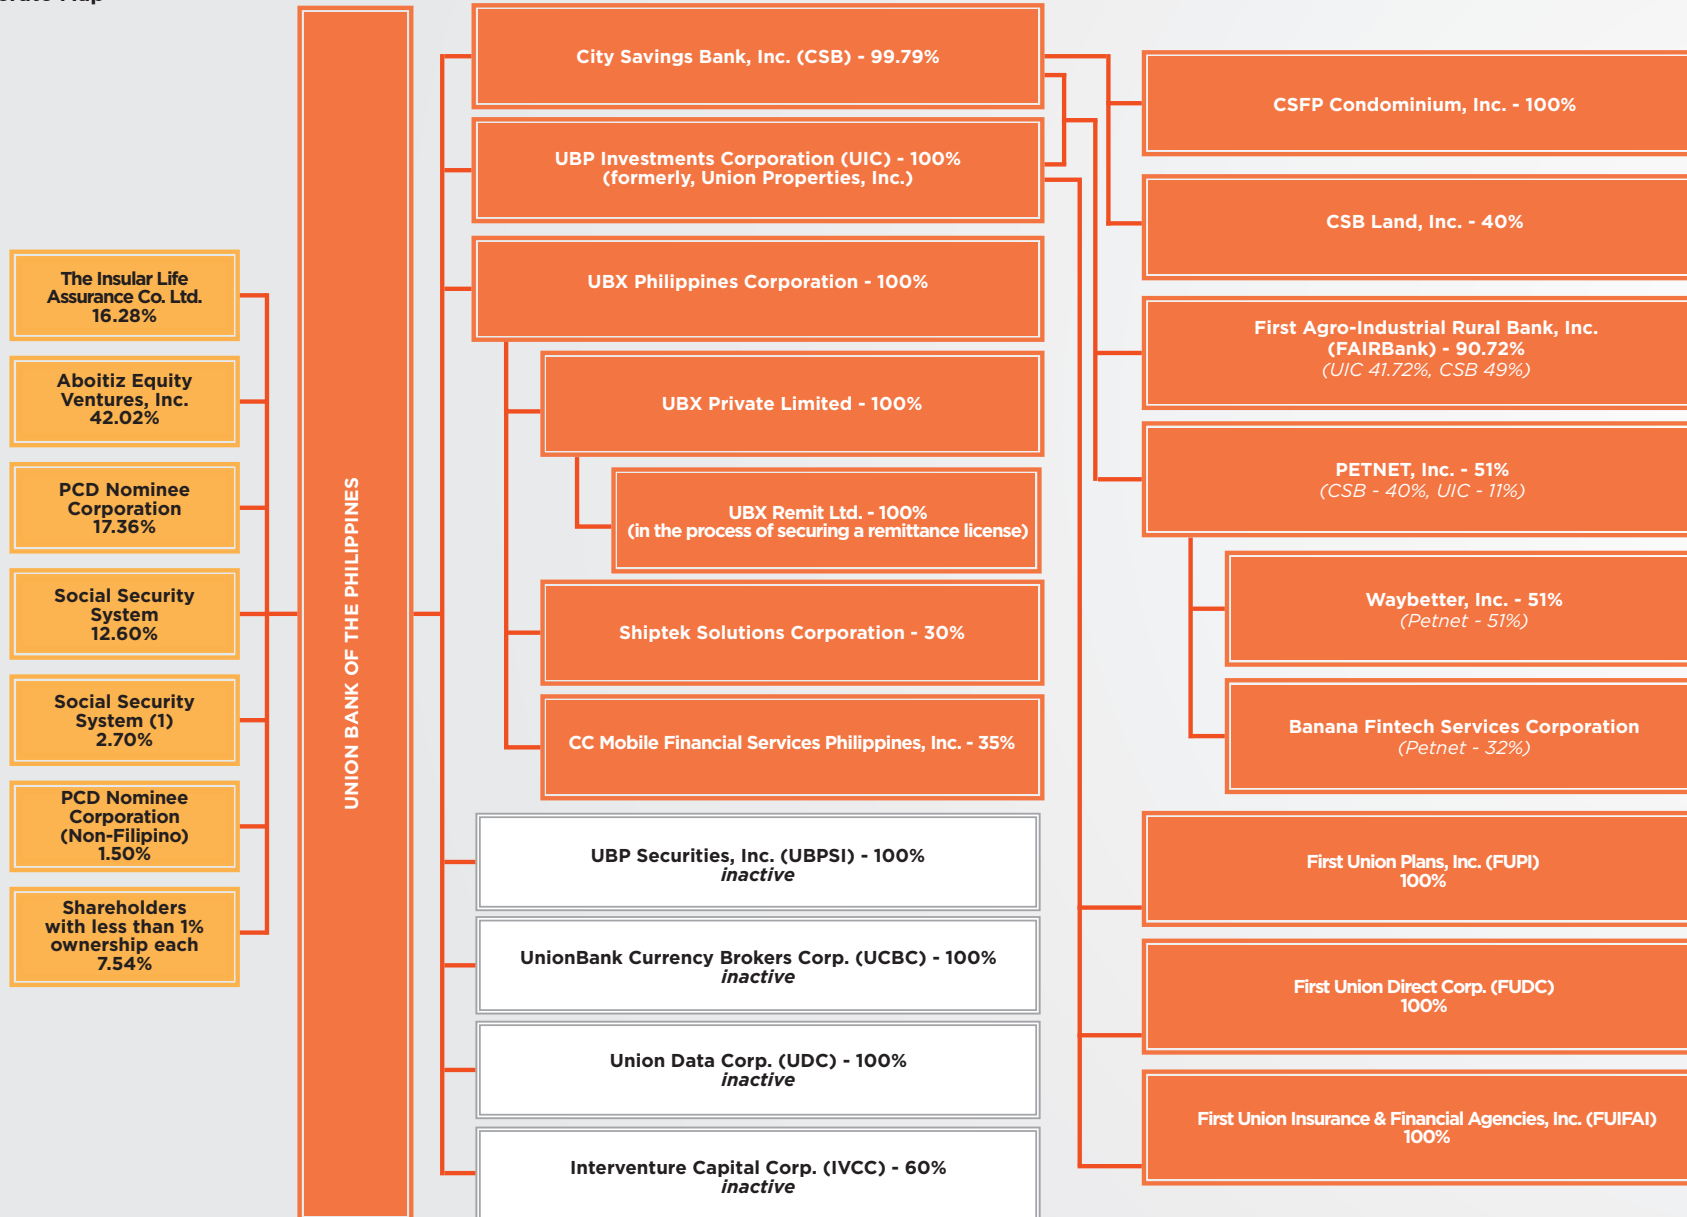 The Insular Life
Assurance Co. Ltd.
16.28%
Aboitiz Equity
Ventures, Inc.
42.02%
PCD Nominee
Corporation
17.36%
Social Security
System
12.60%
Social Security
System (1)
2.70%
PCD Nominee
Corporation
(Non-Filipino)
1.50%
Shareholders
with less than 1%
ownership each
7.54%
UNION BANK OF THE PHILIPPINES
City Savings Bank, Inc. (CSB) - 99.79%
UBP Investments Corporation (UIC) - 100%
(formerly, Union Properties, Inc.)
UBX Philippines Corporation - 100%
UBX Private Limited - 100%
UBX Remit Ltd. - 100%
(in the process of securing a remittance license)
Shiptek Solutions Corporation - 30%
CC Mobile Financial Services Philippines, Inc. - 35%
UBP Securities, Inc. (UBPSI) - 100%
inactive
UnionBank Currency Brokers Corp. (UCBC) - 100%
inactive
Union Data Corp. (UDC) - 100%
inactive
Interventure Capital Corp. (IVCC) - 60%
inactive
CSFP Condominium, Inc. - 100%
CSB Land, Inc. - 40%
First Agro-Industrial Rural Bank, Inc.
(FAIRBank) - 90.72%
(UIC 41.72%, CSB 49%)
PETNET, Inc. - 51%
(CSB - 40%, UIC - 11%)
Waybetter, Inc. - 51%
(Petnet - 51%)
Banana Fintech Services Corporation
(Petnet - 32%)
First Union Plans, Inc. (FUPI)
100%
First Union Direct Corp. (FUDC)
100%
First Union Insurance & Financial Agencies, Inc. (FUIFAI)
100%